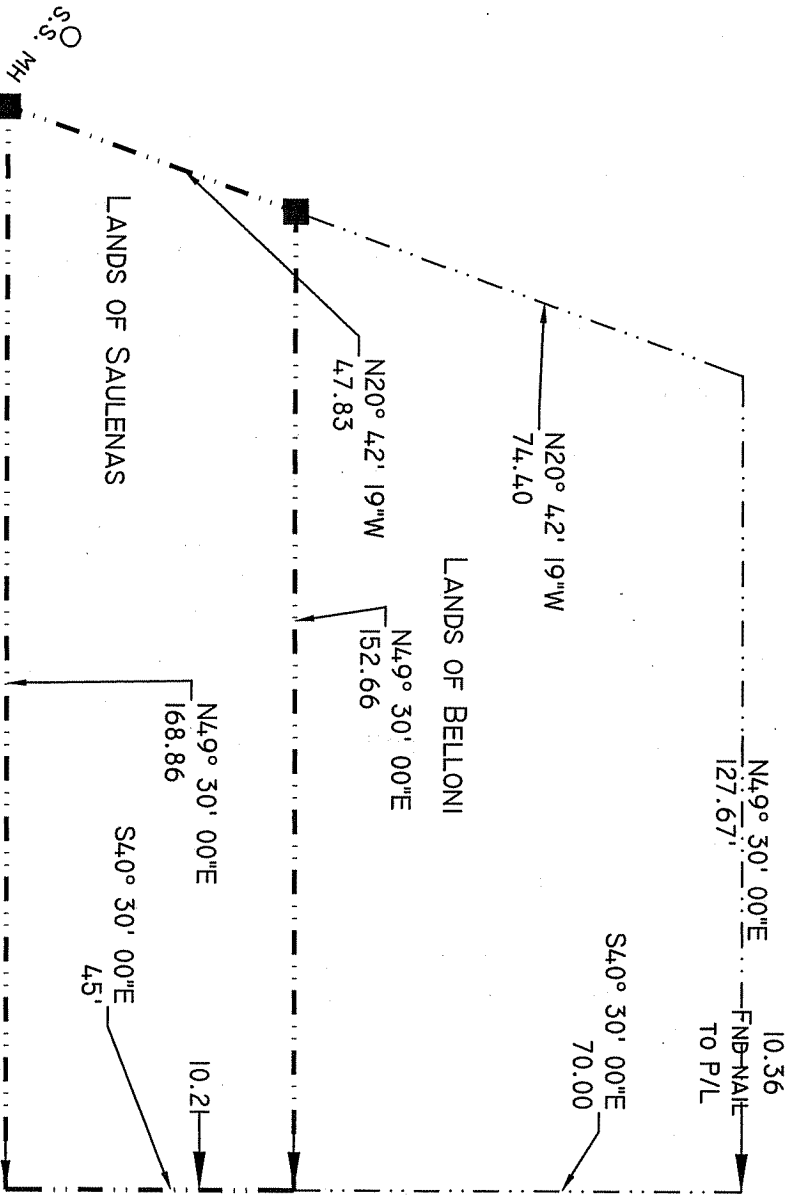 10.36
FND NAIL
TO P/L
N49° 30' 00"E
127.67'
N20° 42' 19"W
74.40
S40° 30' 00"E
70.00
LANDS OF BELLONI
N20° 42' 19"W
47.83
N49° 30' 00"E
152.66
LANDS OF SAULENAS
10.21
N49° 30' 00"E
168.86
S40° 30' 00"E
45'
S.S. MH